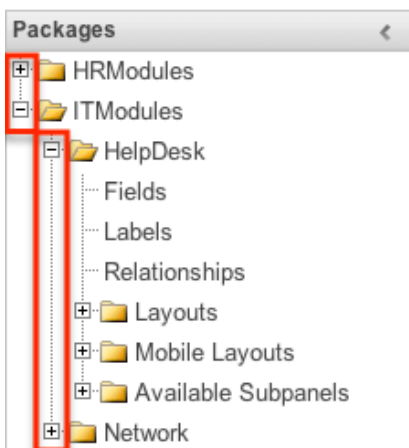 Packages
HRModules
ITModules
HelpDesk
Fields
Labels
Relationships
Layouts
Mobile Layouts
Available Subpanels
Network